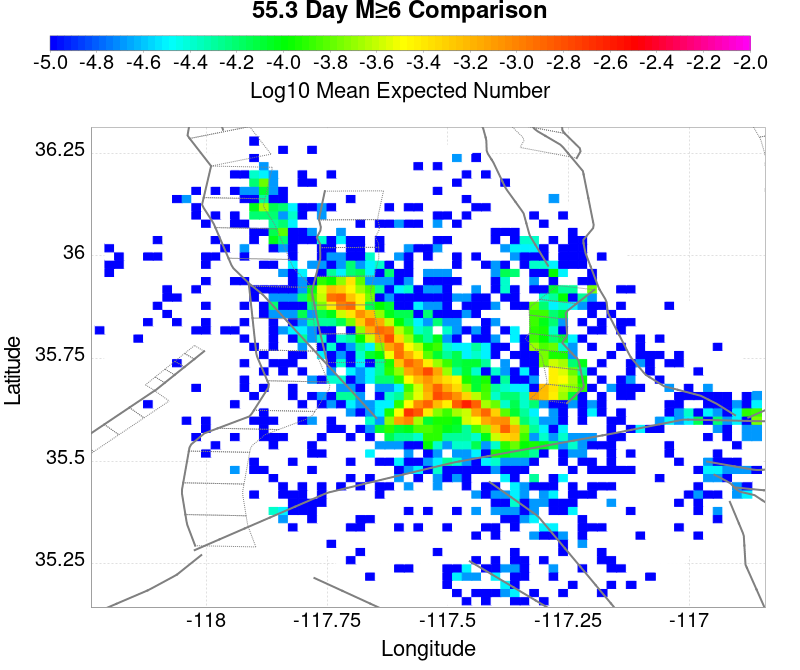 55.3 Day M≥6 Comparison
-5.0 -4.8 -4.6 -4.4 -4.2 -4.0 -3.8 -3.6 -3.4 -3.2 -3.0 -2.8 -2.6 -2.4 -2.2 -2.0
Log10 Mean Expected Number
36.25
36
35.75
35.5
35.25
Latitude
-118 -117.75 -117.5 -117.25 -117
Longitude